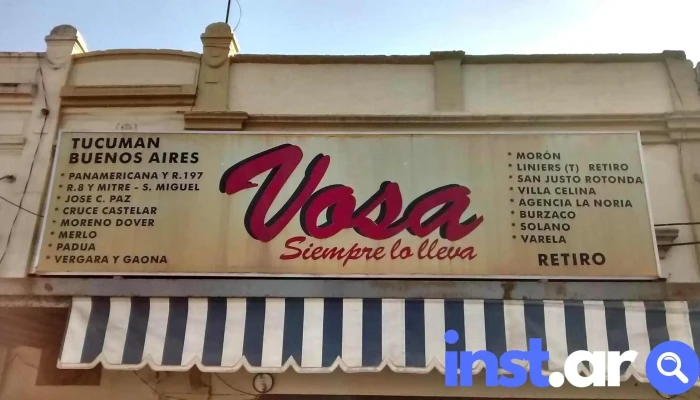 TUCUMAN
BUENOS AIRES
* PANAMERICANA Y R.197
* R.8 Y MITRE - S. MIGUEL
* JOSE C. PAZ
* CRUCE CASTELAR
* MORENO DOVER
* MERLO
* PADUA
* VERGARA Y GAONA
Vosa
Siempre lo lleva
* MORÓN
* LINIERS (T) RETIRO
* SAN JUSTO ROTONDA
* VILLA CELINA
* AGENCIA LA NORIA
* BURZACO
* SOLANO
* VARELA
RETIRO
inst.ar